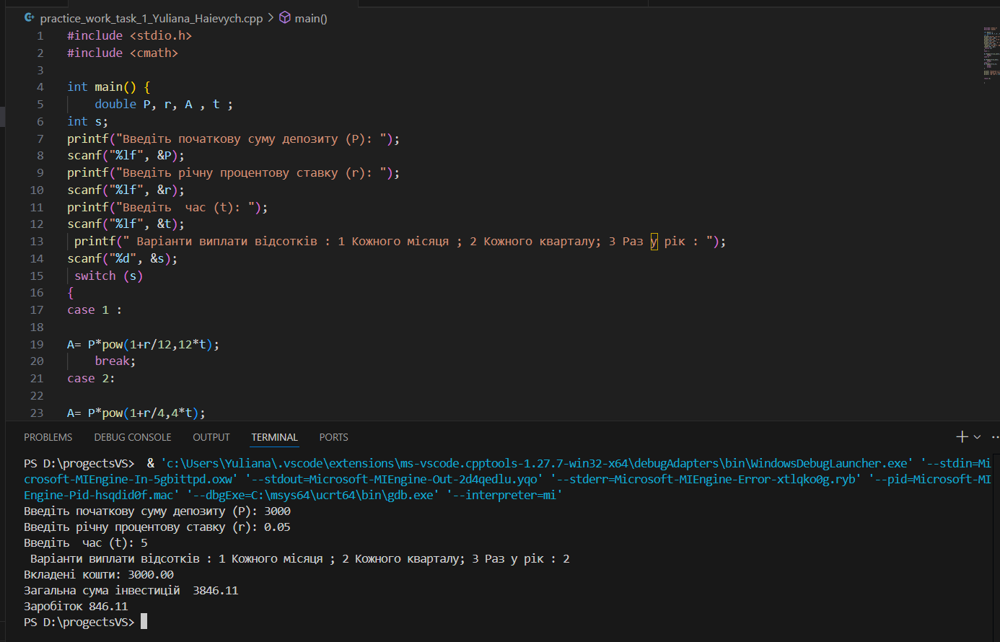 practice_work_task_1_Yuliana_Haievych.cpp > main()
1 #include <stdio.h>
2 #include <cmath>
3
4 int main() {
5 double P, r, A , t ;
6 int s;
7 printf("Введіть початкову суму депозиту (P): ");
8 scanf("%lf", &P);
9 printf("Введіть річну процентову ставку (r): ");
10 scanf("%lf", &r);
11 printf("Введіть  час (t): ");
12 scanf("%lf", &t);
13 printf(" Варіанти виплати відсотків : 1 Кожного місяця ; 2 Кожного кварталу; 3 Раз у рік : ");
14 scanf("%d", &s);
15 switch (s)
16 {
17 case 1 :
18
19 A= P*pow(1+r/12,12*t);
20 break;
21 case 2:
22
23 A= P*pow(1+r/4,4*t);
PROBLEMS DEBUG CONSOLE OUTPUT TERMINAL PORTS
PS D:\progectsVS>  & 'c:\Users\Yuliana\.vscode\extensions\ms-vscode.cpptools-1.27.7-win32-x64\debugAdapters\bin\WindowsDebugLauncher.exe' '--stdin=Mi
crosoft-MIEngine-In-5gbittpd.oxw' '--stdout=Microsoft-MIEngine-Out-2d4qedlu.yqo' '--stderr=Microsoft-MIEngine-Error-xtlqko0g.ryb' '--pid=Microsoft-MI
Engine-Pid-hsqdid0f.mac' '--dbgExe=C:\msys64\ucrt64\bin\gdb.exe' '--interpreter=mi'
Введіть початкову суму депозиту (P): 3000
Введіть річну процентову ставку (r): 0.05
Введіть  час (t): 5
Варіанти виплати відсотків : 1 Кожного місяця ; 2 Кожного кварталу; 3 Раз у рік : 2
Вкладені кошти: 3000.00
Загальна сума інвестицій  3846.11
Заробіток 846.11
PS D:\progectsVS>